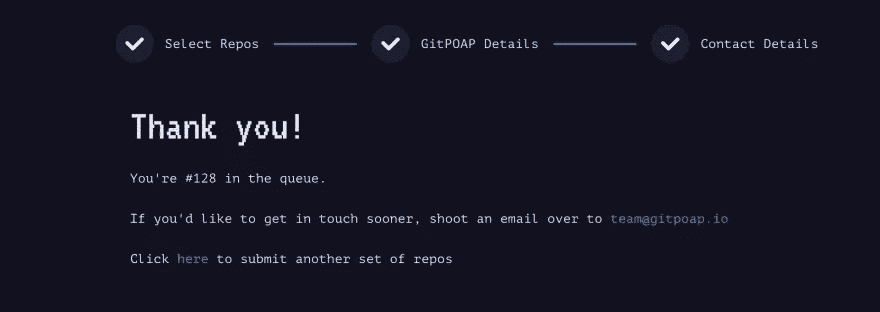 Select Repos GitPOAP Details Contact Details
Thank you!
You're #128 in the queue.
If you'd like to get in touch sooner, shoot an email over to team@gitpoap.io
Click here to submit another set of repos